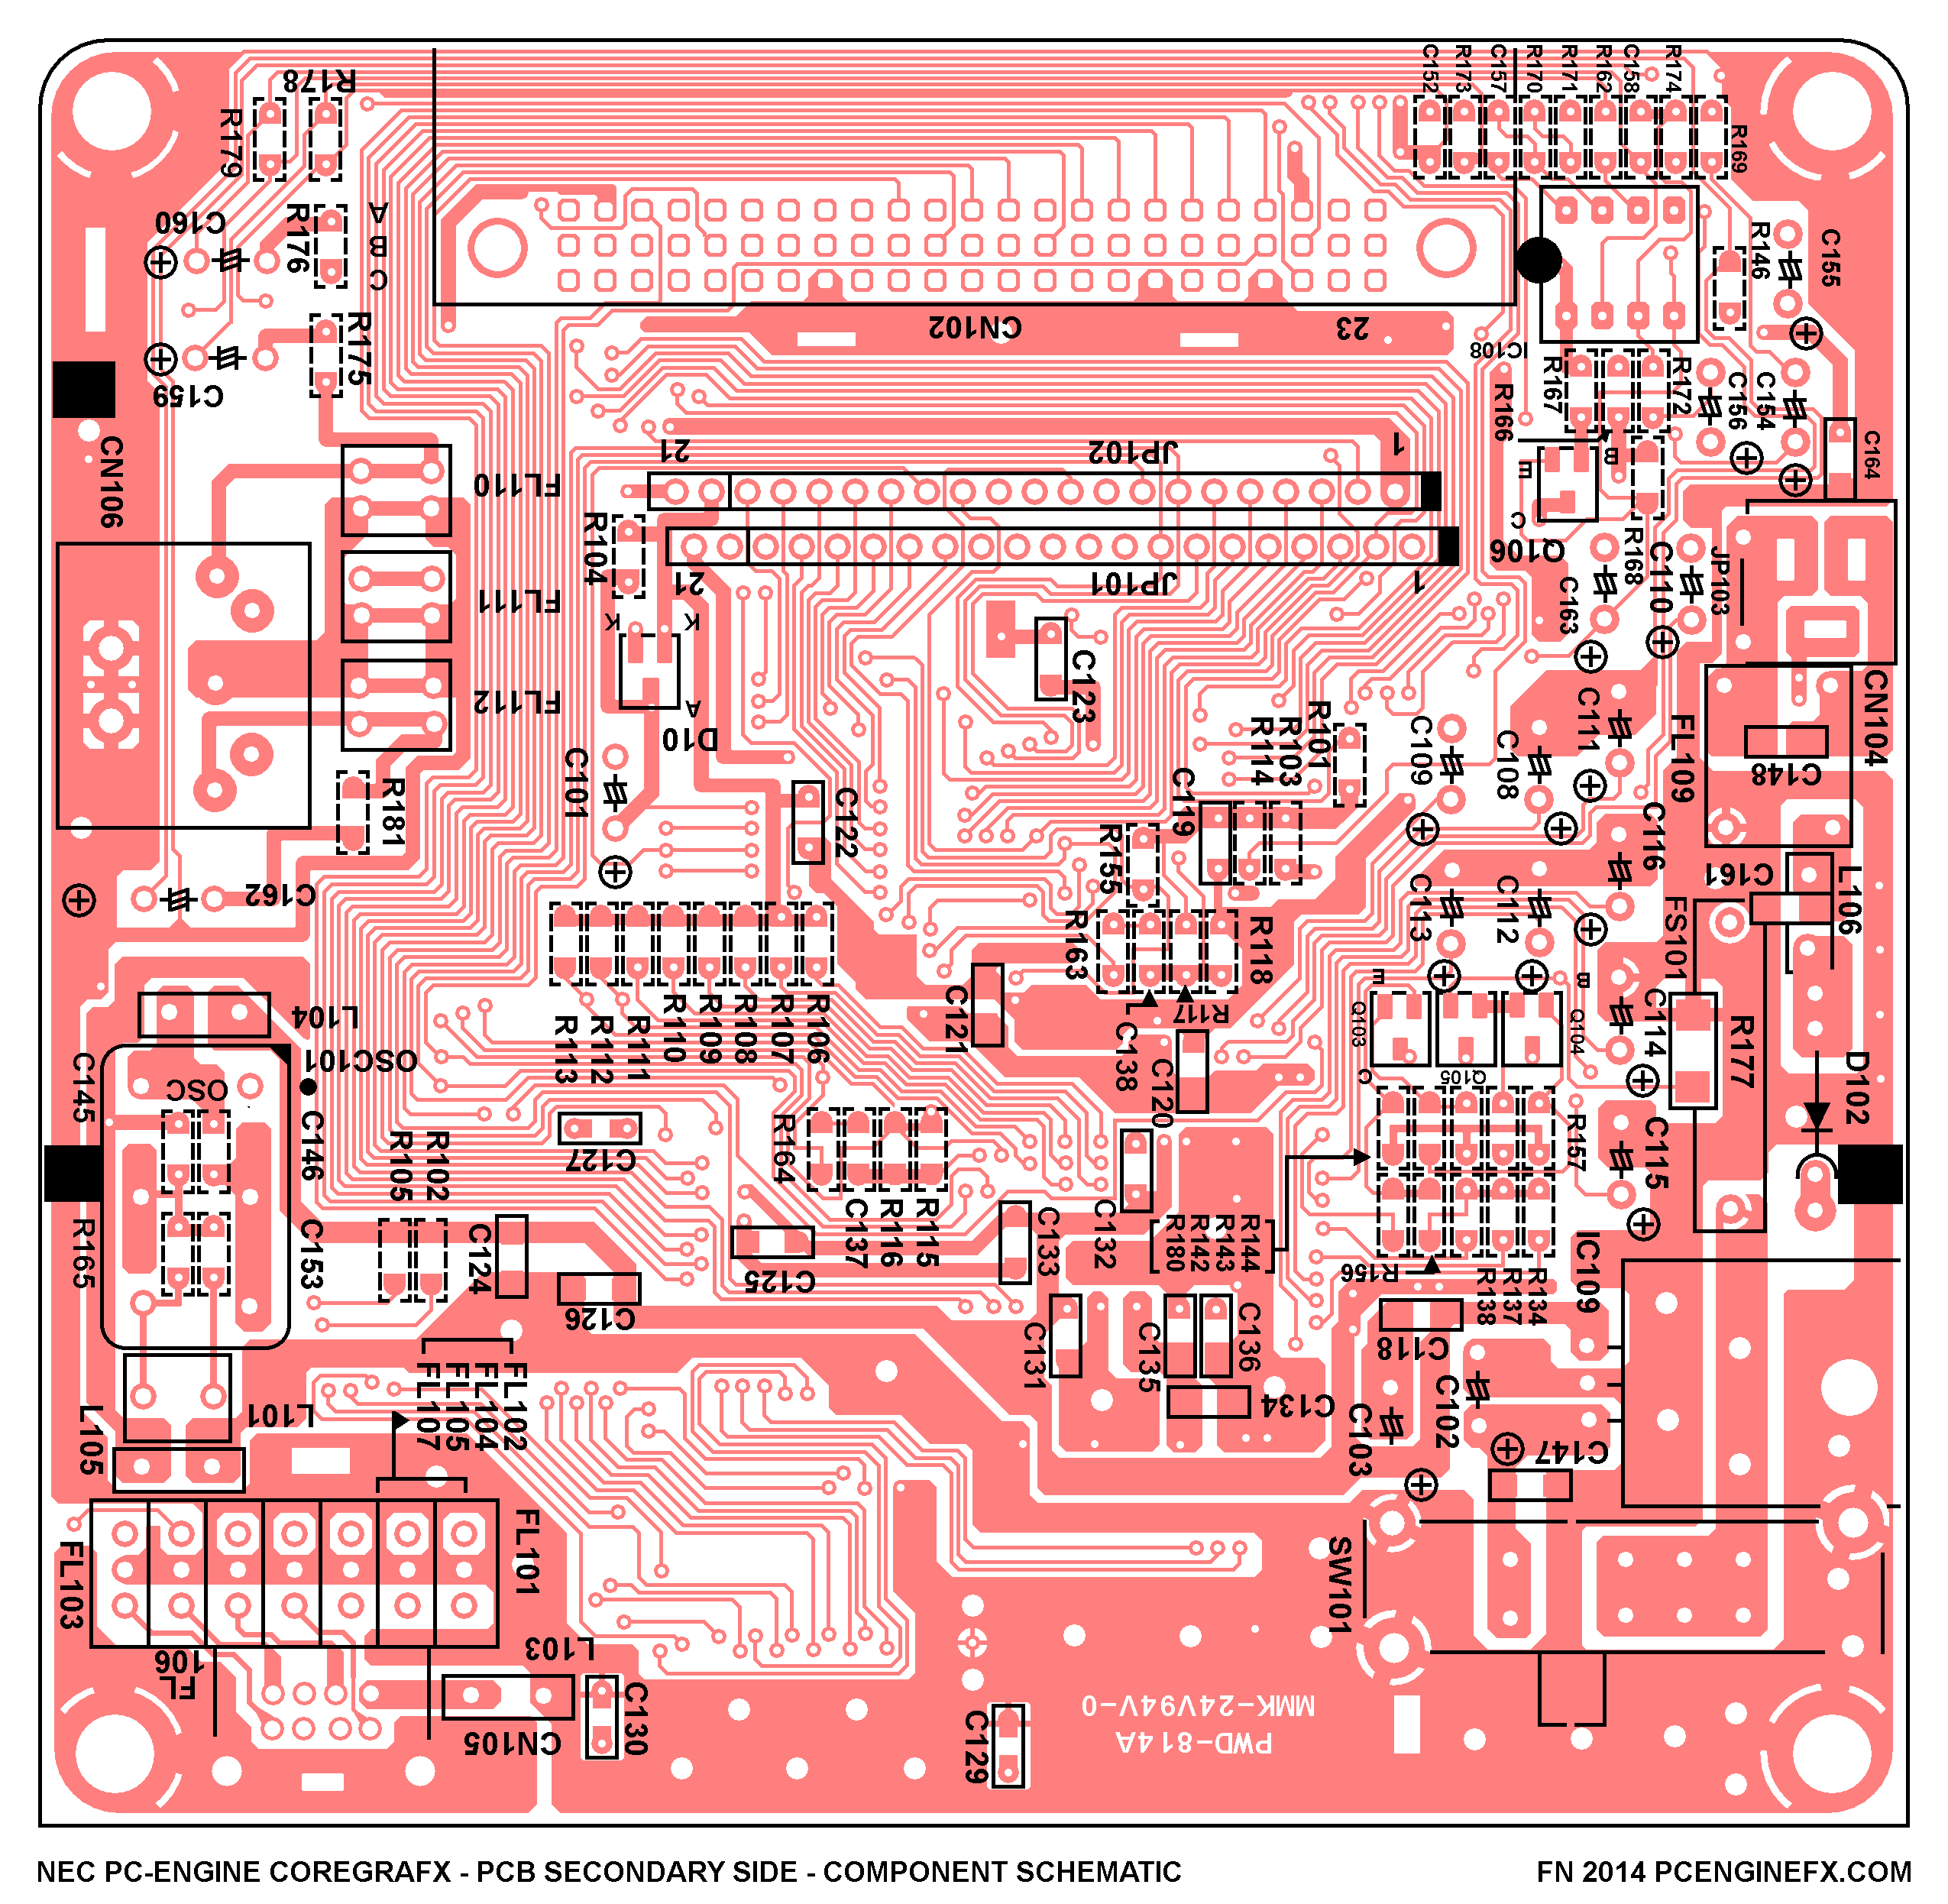 C152
R173
C157
R170
R171
R162
C158
R174
R178
R179
R169
C160
R176
A
B
C
R146
C155
R175
C159
CN102
23
IC108
R167
R166
R172
C156
C154
C164
CN106
21
JP102
1
FL110
E
B
C
R104
Q106
R168
C110
JP103
21
JP101
1
FL111
C163
K
K
FL112
A
D10
C123
R101
R103
R114
C109
C108
C111
FL109
CN104
C148
C101
R181
C122
C119
R155
C116
C161
L106
C162
R163
R118
C113
C112
FS101
L104
C121
R117
E
B
Q103
Q104
C114
R177
OSC101
OSC
C145
R113
R112
R111
R110
R109
R108
R107
R106
C138
C120
C
Q105
D102
C146
R105
R102
C127
R164
R157
C115
R165
C153
C124
C126
C125
C137
R116
R115
C133
C132
R180
R142
R143
R144
R156
R138
R137
R134
IC109
C131
C135
C136
C118
C134
C103
C102
C147
L101
L105
FL107
FL105
FL104
FL102
FL103
FL101
SW101
FL
106
L103
CN105
C130
C129
MMK-24V94V-0
PWD-814A
NEC PC-ENGINE COREGRAFX - PCB SECONDARY SIDE - COMPONENT SCHEMATIC
FN 2014 PCENGINEFX.COM